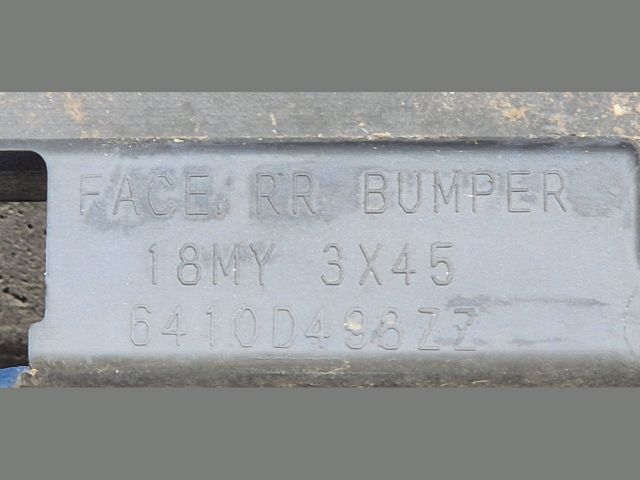 FACE, RR BUMPER
18MY 3X45
6410D498ZZ